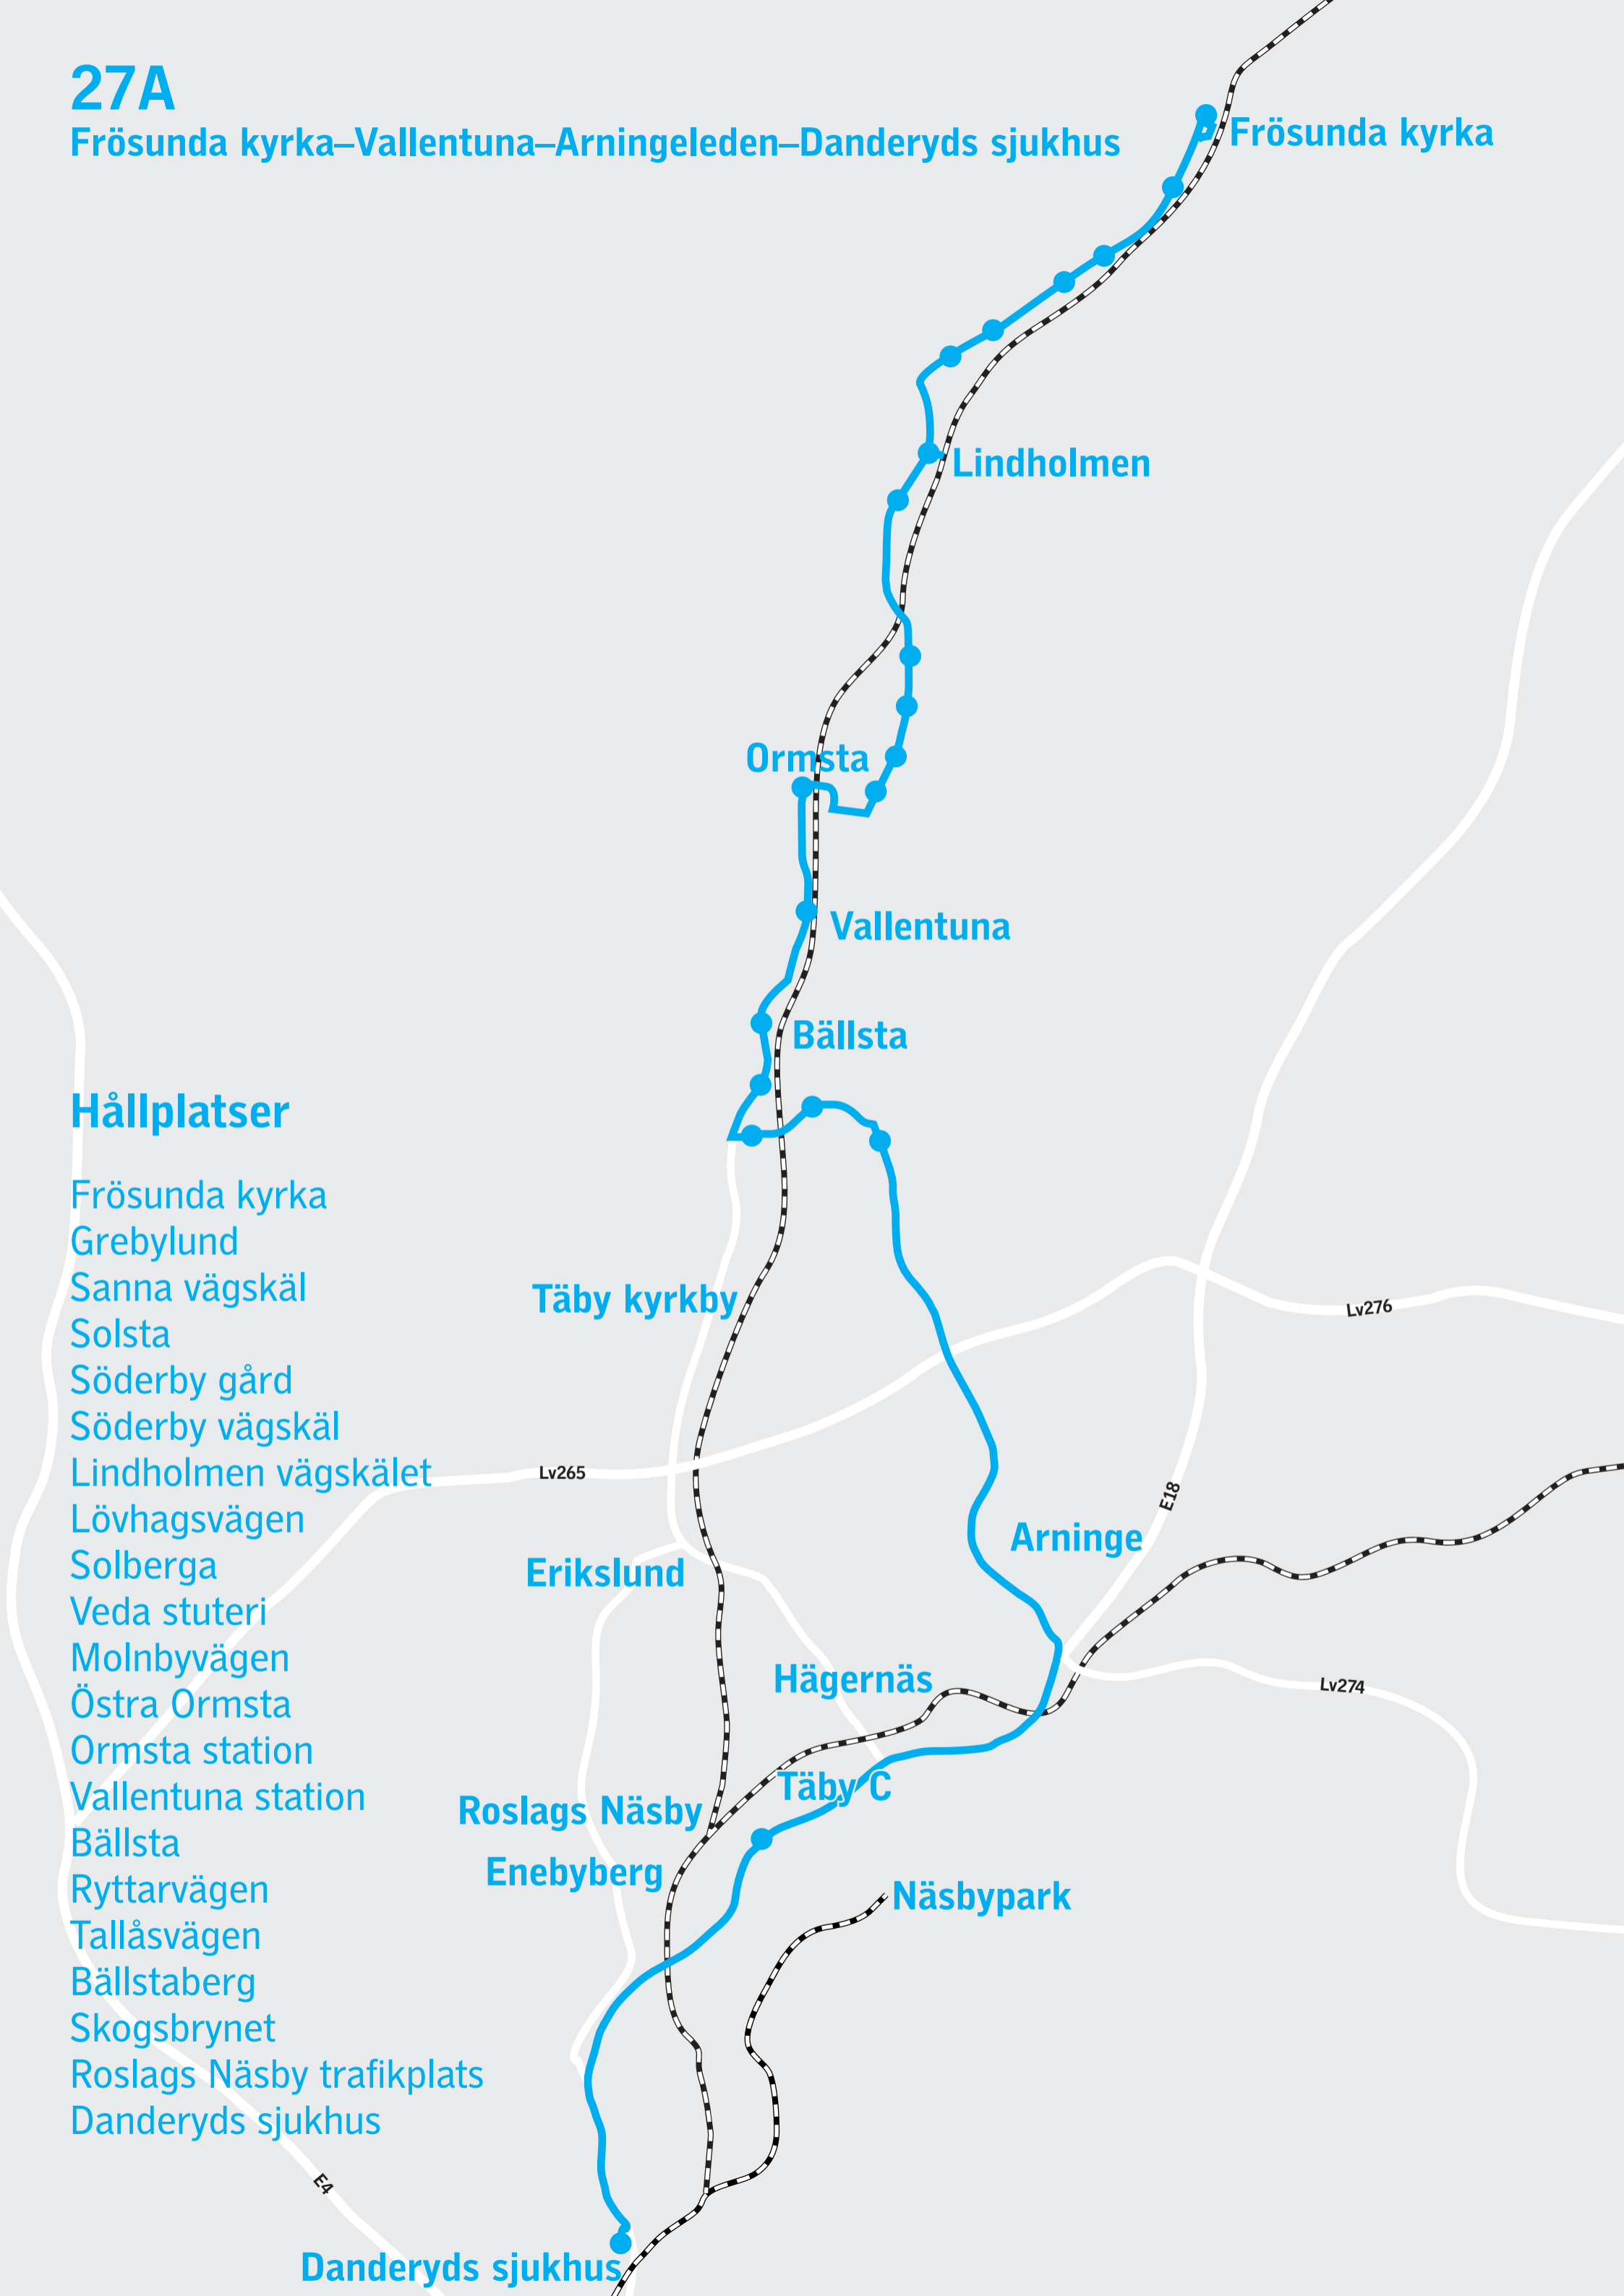 27A
Frösunda kyrka–Vallentuna–Arningeleden–Danderyds sjukhus
Frösunda kyrka
Lindholmen
Ormsta
Vallentuna
Bällsta
Täby kyrkby
Lv276
Lv265
E18
Arninge
Erikslund
Hägernäs
Lv274
Täby C
Roslags Näsby
Enebyberg
Näsbypark
E4
Danderyds sjukhus
Hållplatser
Frösunda kyrka
Grebylund
Sanna vägskäl
Solsta
Söderby gård
Söderby vägskäl
Lindholmen vägskälet
Lövhagsvägen
Solberga
Veda stuteri
Molnbyvägen
Östra Ormsta
Ormsta station
Vallentuna station
Bällsta
Ryttarvägen
Tallåsvägen
Bällstaberg
Skogsbrynet
Roslags Näsby trafikplats
Danderyds sjukhus